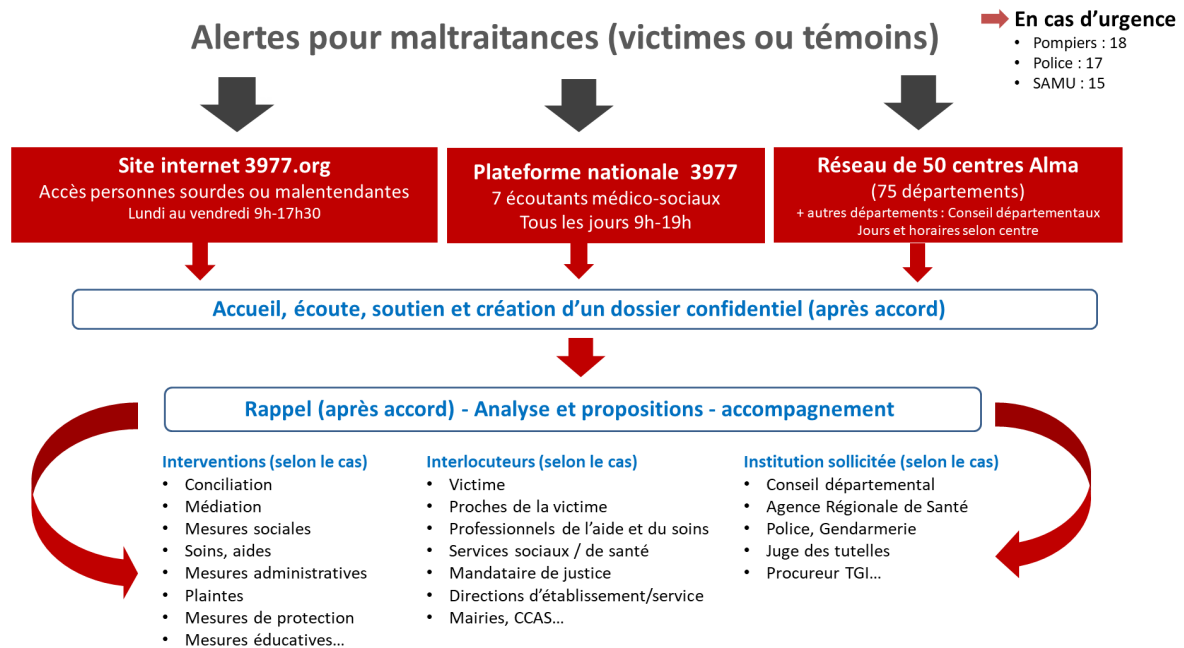 Alertes pour maltraitances (victimes ou témoins)
En cas d’urgence
• Pompiers : 18
• Police : 17
• SAMU : 15
Site internet 3977.org
Accès personnes sourdes ou malentendantes
Lundi au vendredi 9h-17h30
Plateforme nationale 3977
7 écoutants médico-sociaux
Tous les jours 9h-19h
Réseau de 50 centres Alma
(75 départements)
+ autres départements : Conseil départementaux
Jours et horaires selon centre
Accueil, écoute, soutien et création d’un dossier confidentiel (après accord)
Rappel (après accord) - Analyse et propositions - accompagnement
Interventions (selon le cas)
• Conciliation
• Médiation
• Mesures sociales
• Soins, aides
• Mesures administratives
• Plaintes
• Mesures de protection
• Mesures éducatives…
Interlocuteurs (selon le cas)
• Victime
• Proches de la victime
• Professionnels de l’aide et du soins
• Services sociaux / de santé
• Mandataire de justice
• Directions d’établissement/service
• Mairies, CCAS…
Institution sollicitée (selon le cas)
• Conseil départemental
• Agence Régionale de Santé
• Police, Gendarmerie
• Juge des tutelles
• Procureur TGI…